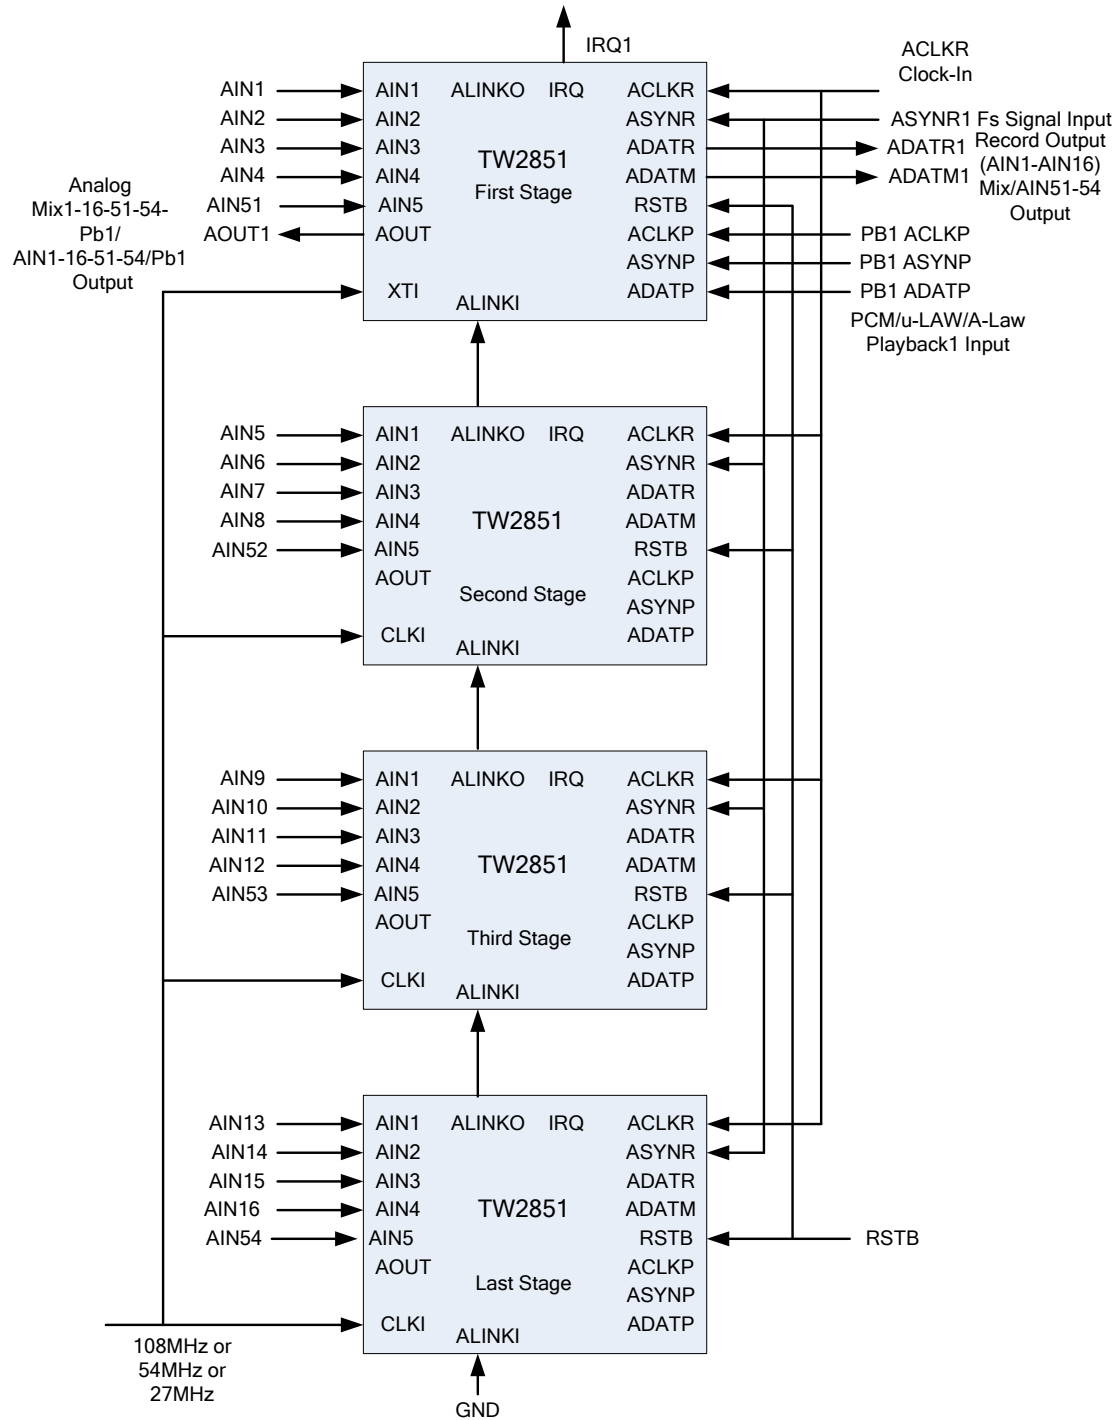 IRQ1
ACLKR
Clock-In
AIN1 AIN1 ALINKO IRQ ACLKR
AIN2 AIN2 ASYNR ASYNR1 Fs Signal Input
AIN3 AIN3 ADATR ADATR1 Record Output
TW2851 (AIN1-AIN16)
AIN4 AIN4 First Stage ADATM ADATM1 Mix/AIN51-54
Output
AIN51 AIN5 RSTB
AOUT1 AOUT ACLKP PB1 ACLKP
Analog
Mix1-16-51-54-
Pb1/
AIN1-16-51-54/Pb1
Output
ASYNP PB1 ASYNP
XTI ALINKI ADATP PB1 ADATP
PCM/u-LAW/A-Law
Playback1 Input
AIN5 AIN1 ALINKO IRQ ACLKR
AIN6 AIN2 ASYNR
AIN7 AIN3 ADATR
AIN8 AIN4 TW2851 ADATM
AIN52 AIN5 RSTB
AOUT ACLKP
Second Stage ASYNP
CLKI ALINKI ADATP
AIN9 AIN1 ALINKO IRQ ACLKR
AIN10 AIN2 ASYNR
AIN11 AIN3 ADATR
AIN12 AIN4 TW2851 ADATM
AIN53 AIN5 RSTB
AOUT ACLKP
Third Stage ASYNP
CLKI ALINKI ADATP
AIN13 AIN1 ALINKO IRQ ACLKR
AIN14 AIN2 ASYNR
AIN15 AIN3 ADATR
AIN16 AIN4 TW2851 ADATM
AIN54 AIN5 RSTB RSTB
AOUT ACLKP
Last Stage ASYNP
CLKI ALINKI ADATP
108MHz or
54MHz or
27MHz
GND